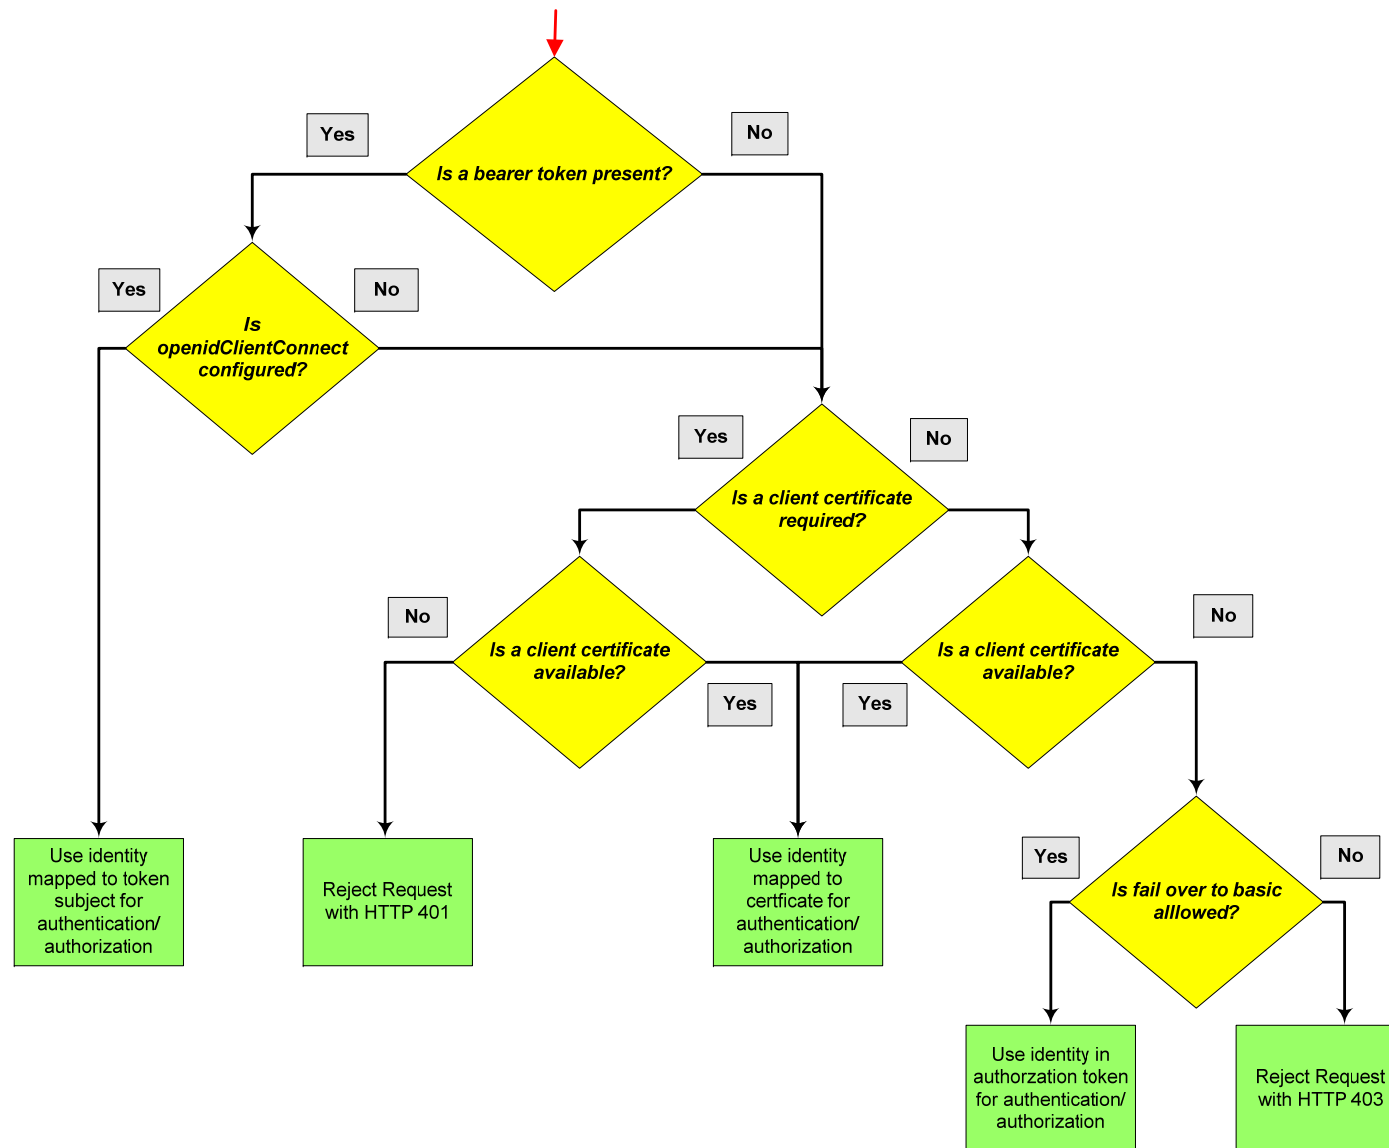 Yes
No
Is a bearer token present?
Yes
No
Is
openidClientConnect
configured?
Yes
No
Is a client certificate
required?
No
Is a client certificate
available?
Yes
Yes
Is a client certificate
available?
No
Use identity
mapped to token
subject for
authentication/
authorization
Reject Request
with HTTP 401
Use identity
mapped to
certficate for
authentication/
authorization
Yes
No
Is fail over to basic
alllowed?
Use identity in
authorzation token
for authentication/
authorization
Reject Request
with HTTP 403